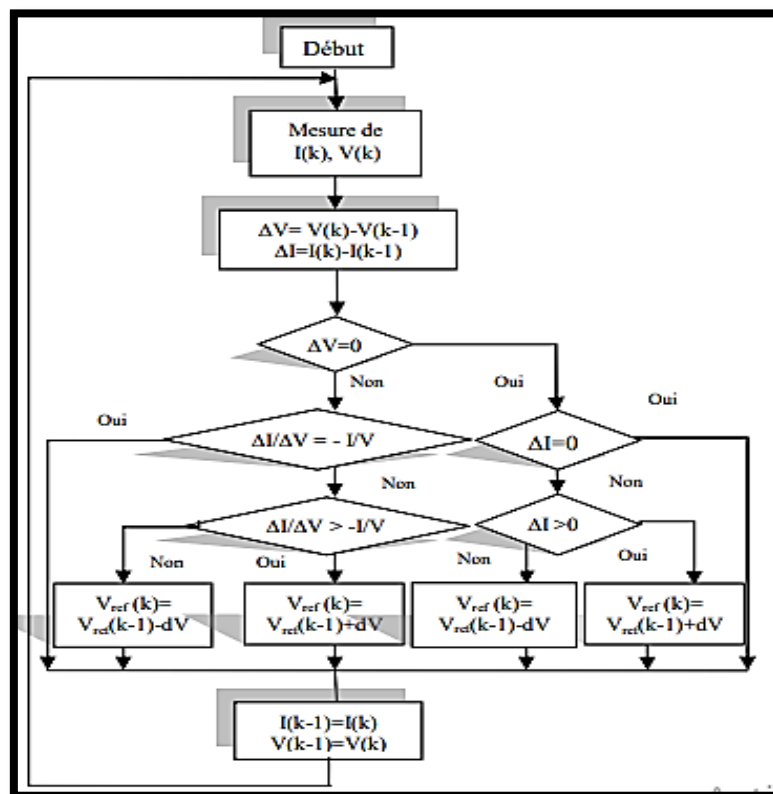 Début
Mesure de
I(k), V(k)
ΔV= V(k)-V(k-1)
ΔI=I(k)-I(k-1)
ΔV=0
Non
Oui
Oui
Oui
ΔI/ΔV = - I/V
ΔI=0
Non
Non
ΔI/ΔV > -I/V
ΔI >0
Non
Oui
Non
Oui
Vref (k)=
Vref(k-1)-dV
Vref (k)=
Vref(k-1)+dV
Vref (k)=
Vref(k-1)-dV
Vref (k)=
Vref(k-1)+dV
I(k-1)=I(k)
V(k-1)=V(k)